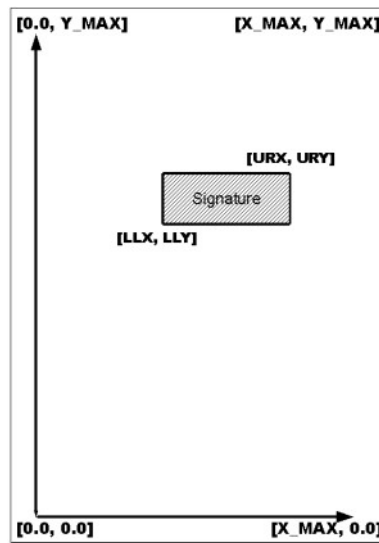 [0.0, Y_MAX] [X_MAX, Y_MAX]
[URX, URY]
Signature
[LLX, LLY]
[0.0, 0.0] [X_MAX, 0.0]